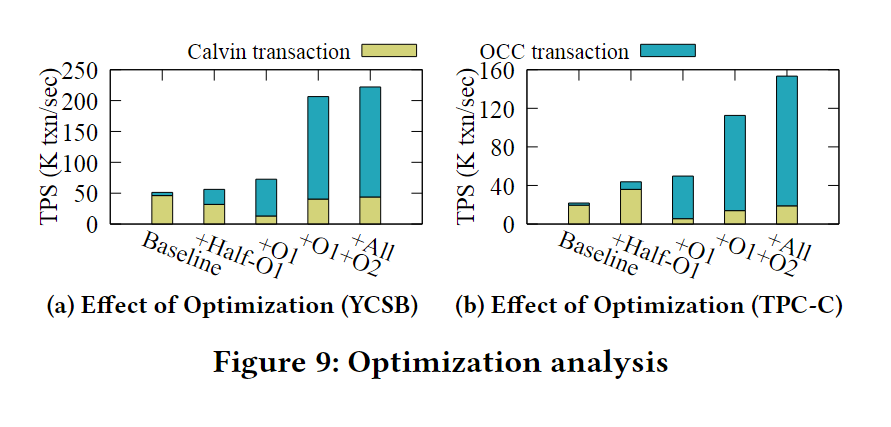 Calvin transaction
OCC transaction
TPS (K txn/sec)
250
200
150
100
50
0
Baseline
+Half-O1
+O1
+O1+O2
+All
(a) Effect of Optimization (YCSB)
TPS (K txn/sec)
160
120
80
40
0
Baseline
+Half-O1
+O1
+O1+O2
+All
(b) Effect of Optimization (TPC-C)
Figure 9: Optimization analysis